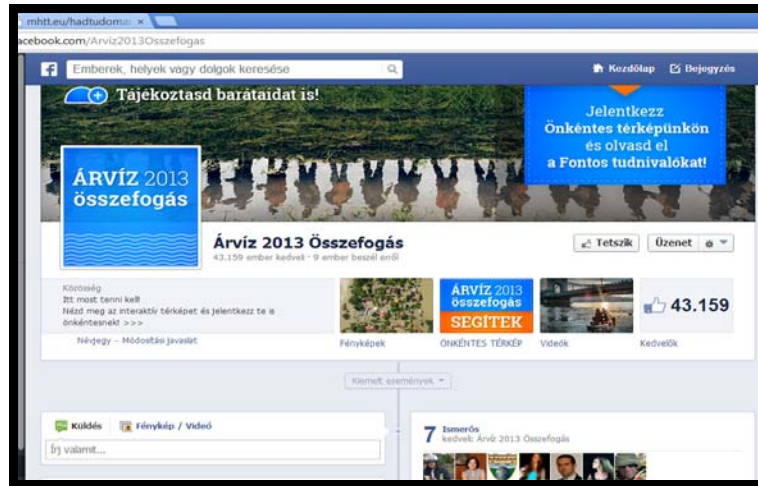 mhtt.eu/hadtudomá ×
acebook.com/Arviz2013Osszefogas
f Emberek, helyek vagy dolgok keresése
Kezdőlap Bejegyzés
Tájékoztasd barátaidat is!
Jelentkezz
Önkéntes térképünkön
és olvasd el
a Fontos tudnivalókat!
ÁRVÍZ 2013
összefogás
Árvíz 2013 Összefogás
43.159 ember kedveli · 9 ember beszél erről
Tetszik Üzenet
Közösség
Itt most tenni kell!
Nézd meg az interaktív térképet és jelentkezz te is
önkéntesnek! >>>
Névjegy – Módosítási javaslat
ÁRVÍZ 2013
összefogás
SEGÍTEK
43.159
Fényképek ÖNKÉNTES TÉRKÉP Videók Kedvelők
Kiemelt események
Küldés Fénykép / Videó
Írj valamit...
7 Ismerős
kedveli: Árvíz 2013 Összefogás